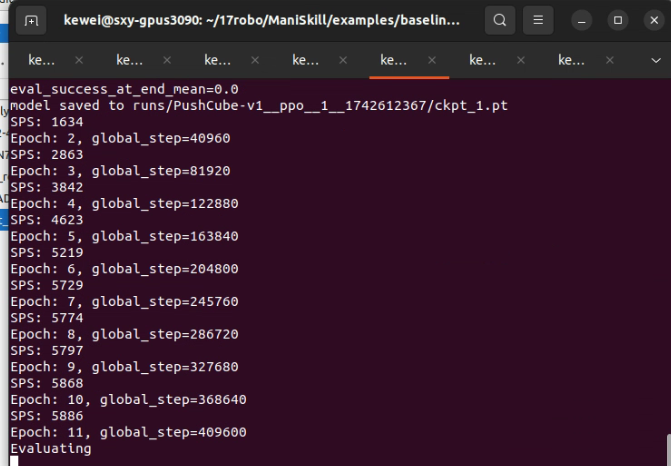 kewei@sxy-gpus3090: ~/17robo/ManiSkill/examples/baselin...
ke... ke... ke... ke... ke... ke... ke...
eval_success_at_end_mean=0.0
model saved to runs/PushCube-v1__ppo__1__1742612367/ckpt_1.pt
SPS: 1634
Epoch: 2, global_step=40960
SPS: 2863
Epoch: 3, global_step=81920
SPS: 3842
Epoch: 4, global_step=122880
SPS: 4623
Epoch: 5, global_step=163840
SPS: 5219
Epoch: 6, global_step=204800
SPS: 5729
Epoch: 7, global_step=245760
SPS: 5774
Epoch: 8, global_step=286720
SPS: 5797
Epoch: 9, global_step=327680
SPS: 5868
Epoch: 10, global_step=368640
SPS: 5886
Epoch: 11, global_step=409600
Evaluating